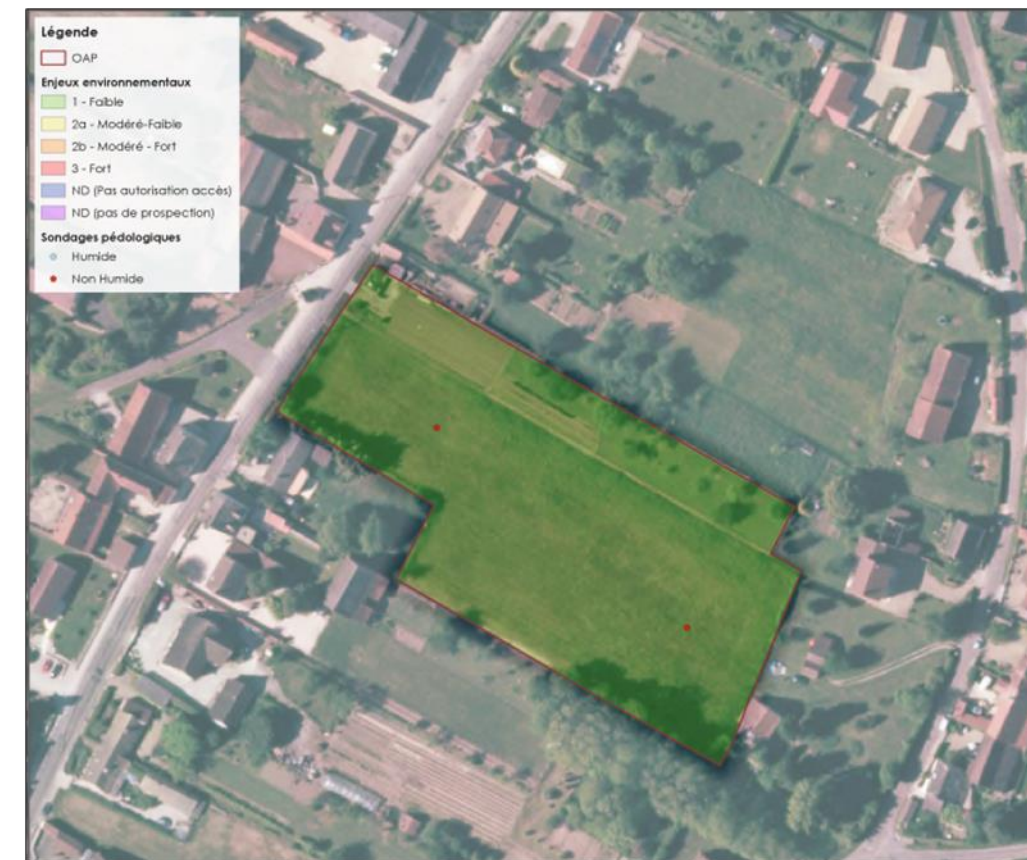 Légende
OAP
Enjeux environnementaux
1 - Faible
2a - Modéré-Faible
2b - Modéré - Fort
3 - Fort
ND (Pas autorisation accès)
ND (pas de prospection)
Sondages pédologiques
Humide
Non Humide